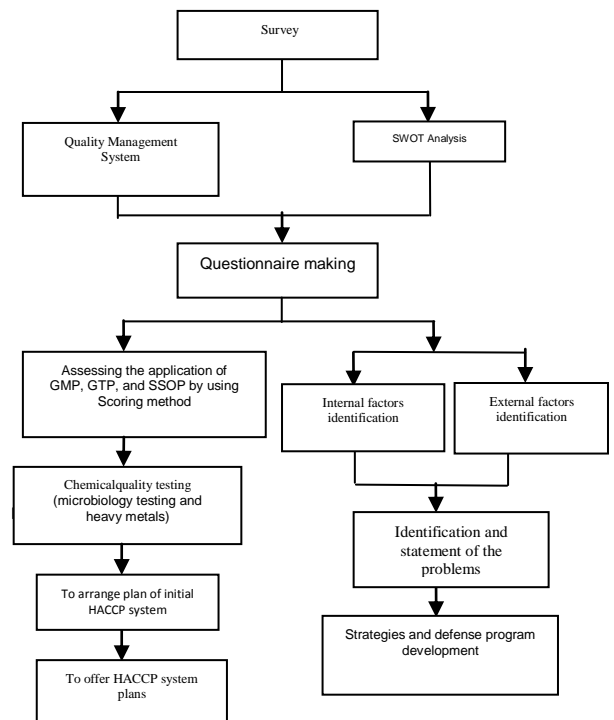 Survey
Quality Management
System
SWOT Analysis
Questionnaire making
Assessing the application of
GMP, GTP, and SSOP by using
Scoring method
Internal factors
identification
External factors
identification
Chemicalquality testing
(microbiology testing and
heavy metals)
Identification and
statement of the
problems
To arrange plan of initial
HACCP system
Strategies and defense program
development
To offer HACCP system
plans